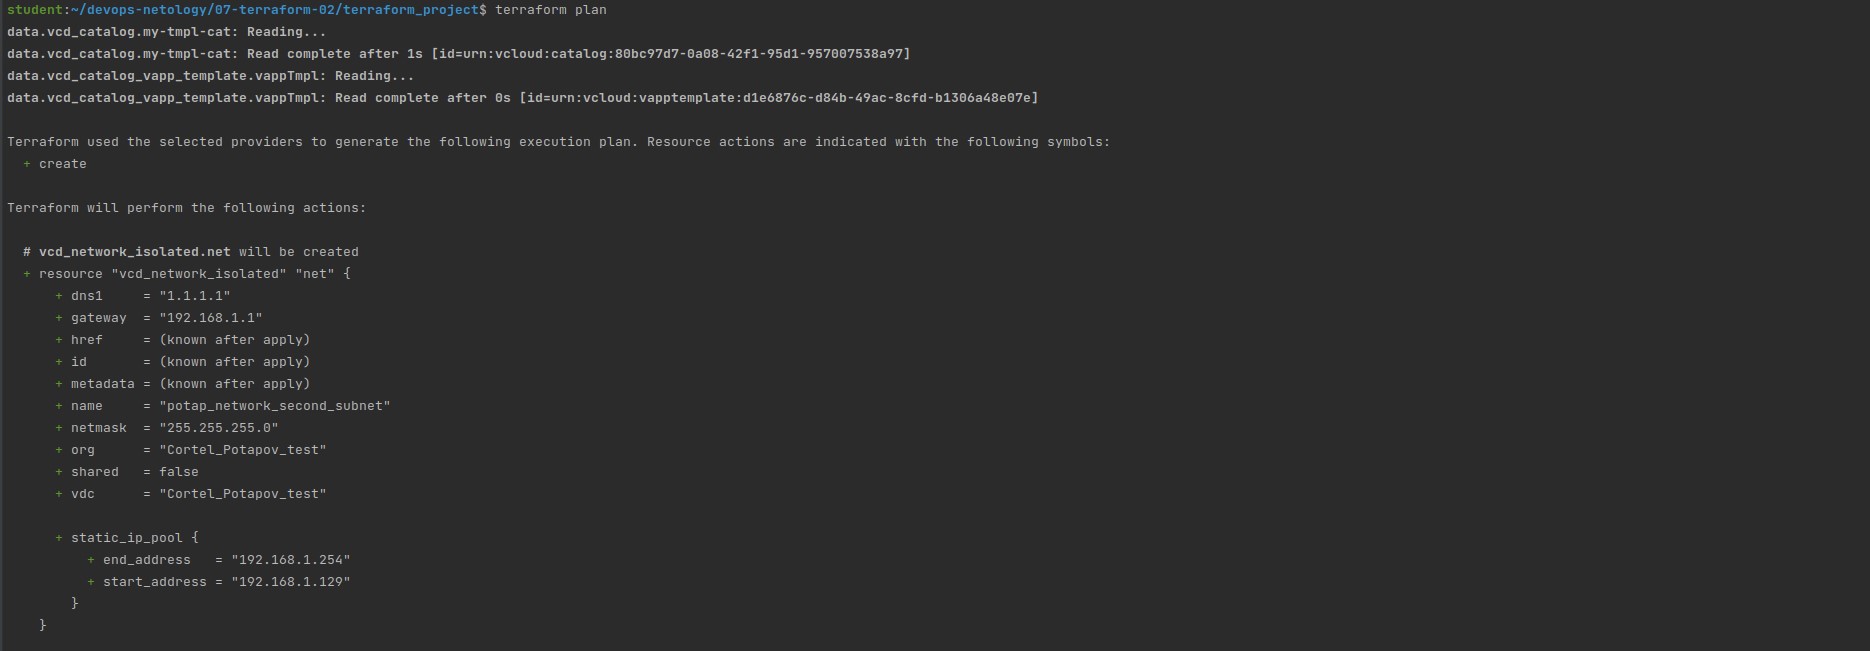 student:~/devops-netology/07-terraform-02/terraform_project$ terraform plan
data.vcd_catalog.my-tmpl-cat: Reading...
data.vcd_catalog.my-tmpl-cat: Read complete after 1s [id=urn:vcloud:catalog:80bc97d7-0a08-42f1-95d1-957007538a97]
data.vcd_catalog_vapp_template.vappTmpl: Reading...
data.vcd_catalog_vapp_template.vappTmpl: Read complete after 0s [id=urn:vcloud:vapptemplate:d1e6876c-d84b-49ac-8cfd-b1306a48e07e]

Terraform used the selected providers to generate the following execution plan. Resource actions are indicated with the following symbols:
  + create

Terraform will perform the following actions:

  # vcd_network_isolated.net will be created
  + resource "vcd_network_isolated" "net" {
      + dns1     = "1.1.1.1"
      + gateway  = "192.168.1.1"
      + href     = (known after apply)
      + id       = (known after apply)
      + metadata = (known after apply)
      + name     = "potap_network_second_subnet"
      + netmask  = "255.255.255.0"
      + org      = "Cortel_Potapov_test"
      + shared   = false
      + vdc      = "Cortel_Potapov_test"

      + static_ip_pool {
          + end_address   = "192.168.1.254"
          + start_address = "192.168.1.129"
        }
    }